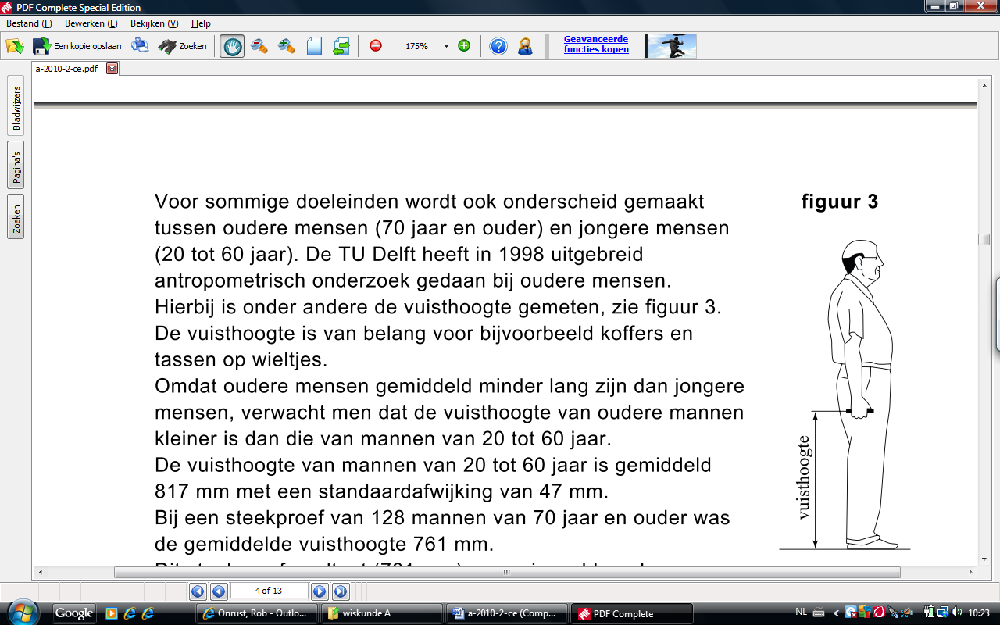 PDF Complete Special Edition
Bestand (F) Bewerken (E) Bekijken (V) Help
Een kopie opslaan Zoeken 175% Geavanceerde
functies kopen
a-2010-2-ce.pdf
Bladwijzers
Pagina's
Zoeken
Voor sommige doeleinden wordt ook onderscheid gemaakt
tussen oudere mensen (70 jaar en ouder) en jongere mensen
(20 tot 60 jaar). De TU Delft heeft in 1998 uitgebreid
antropometrisch onderzoek gedaan bij oudere mensen.
Hierbij is onder andere de vuisthoogte gemeten, zie figuur 3.
De vuisthoogte is van belang voor bijvoorbeeld koffers en
tassen op wieltjes.
Omdat oudere mensen gemiddeld minder lang zijn dan jongere
mensen, verwacht men dat de vuisthoogte van oudere mannen
kleiner is dan die van mannen van 20 tot 60 jaar.
De vuisthoogte van mannen van 20 tot 60 jaar is gemiddeld
817 mm met een standaardafwijking van 47 mm.
Bij een steekproef van 128 mannen van 70 jaar en ouder was
de gemiddelde vuisthoogte 761 mm.
figuur 3
vuisthoogte
4 of 13
Google Onrust, Rob - Outlo... wiskunde A a-2010-2-ce (Comp... PDF Complete NL 10:23